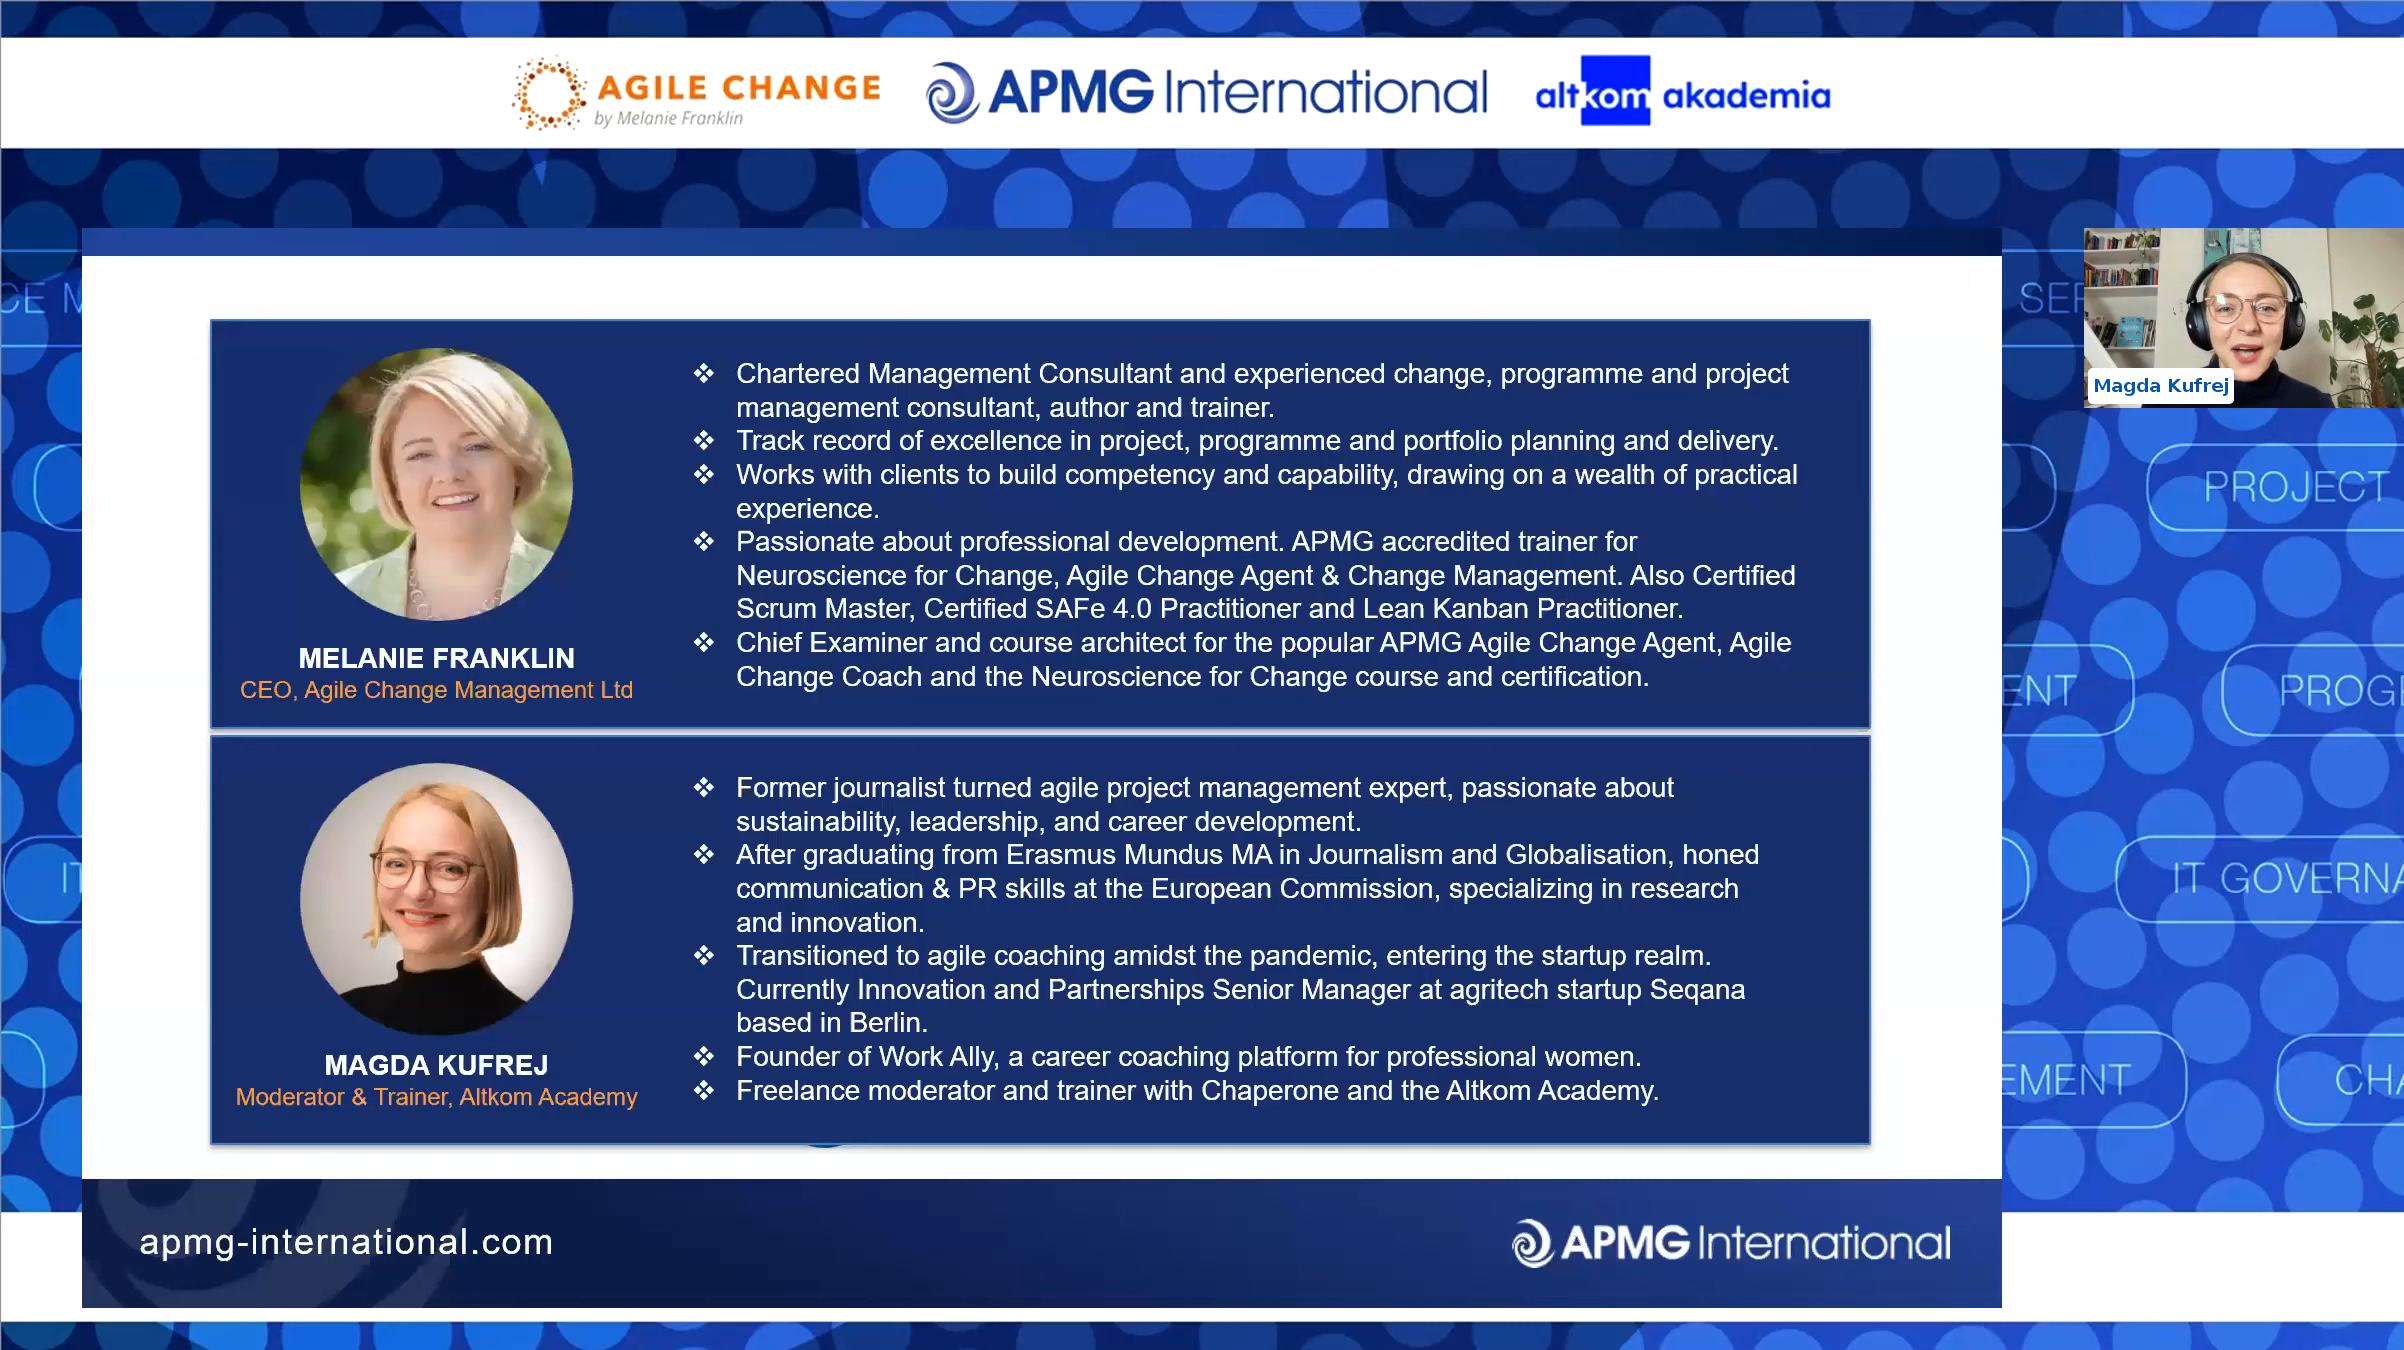 AGILE CHANGE
by Melanie Franklin
APMG International
altkom akademia
Magda Kufrej
❖ Chartered Management Consultant and experienced change, programme and project
management consultant, author and trainer.
❖ Track record of excellence in project, programme and portfolio planning and delivery.
❖ Works with clients to build competency and capability, drawing on a wealth of practical
experience.
❖ Passionate about professional development. APMG accredited trainer for
Neuroscience for Change, Agile Change Agent & Change Management. Also Certified
Scrum Master, Certified SAFe 4.0 Practitioner and Lean Kanban Practitioner.
❖ Chief Examiner and course architect for the popular APMG Agile Change Agent, Agile
Change Coach and the Neuroscience for Change course and certification.
MELANIE FRANKLIN
CEO, Agile Change Management Ltd
❖ Former journalist turned agile project management expert, passionate about
sustainability, leadership, and career development.
❖ After graduating from Erasmus Mundus MA in Journalism and Globalisation, honed
communication & PR skills at the European Commission, specializing in research
and innovation.
❖ Transitioned to agile coaching amidst the pandemic, entering the startup realm.
Currently Innovation and Partnerships Senior Manager at agritech startup Seqana
based in Berlin.
❖ Founder of Work Ally, a career coaching platform for professional women.
❖ Freelance moderator and trainer with Chaperone and the Altkom Academy.
MAGDA KUFREJ
Moderator & Trainer, Altkom Academy
apmg-international.com
APMG International
CE M
SER
PROJECT
ENT
PROG
IT
IT GOVERNA
EMENT
CHA